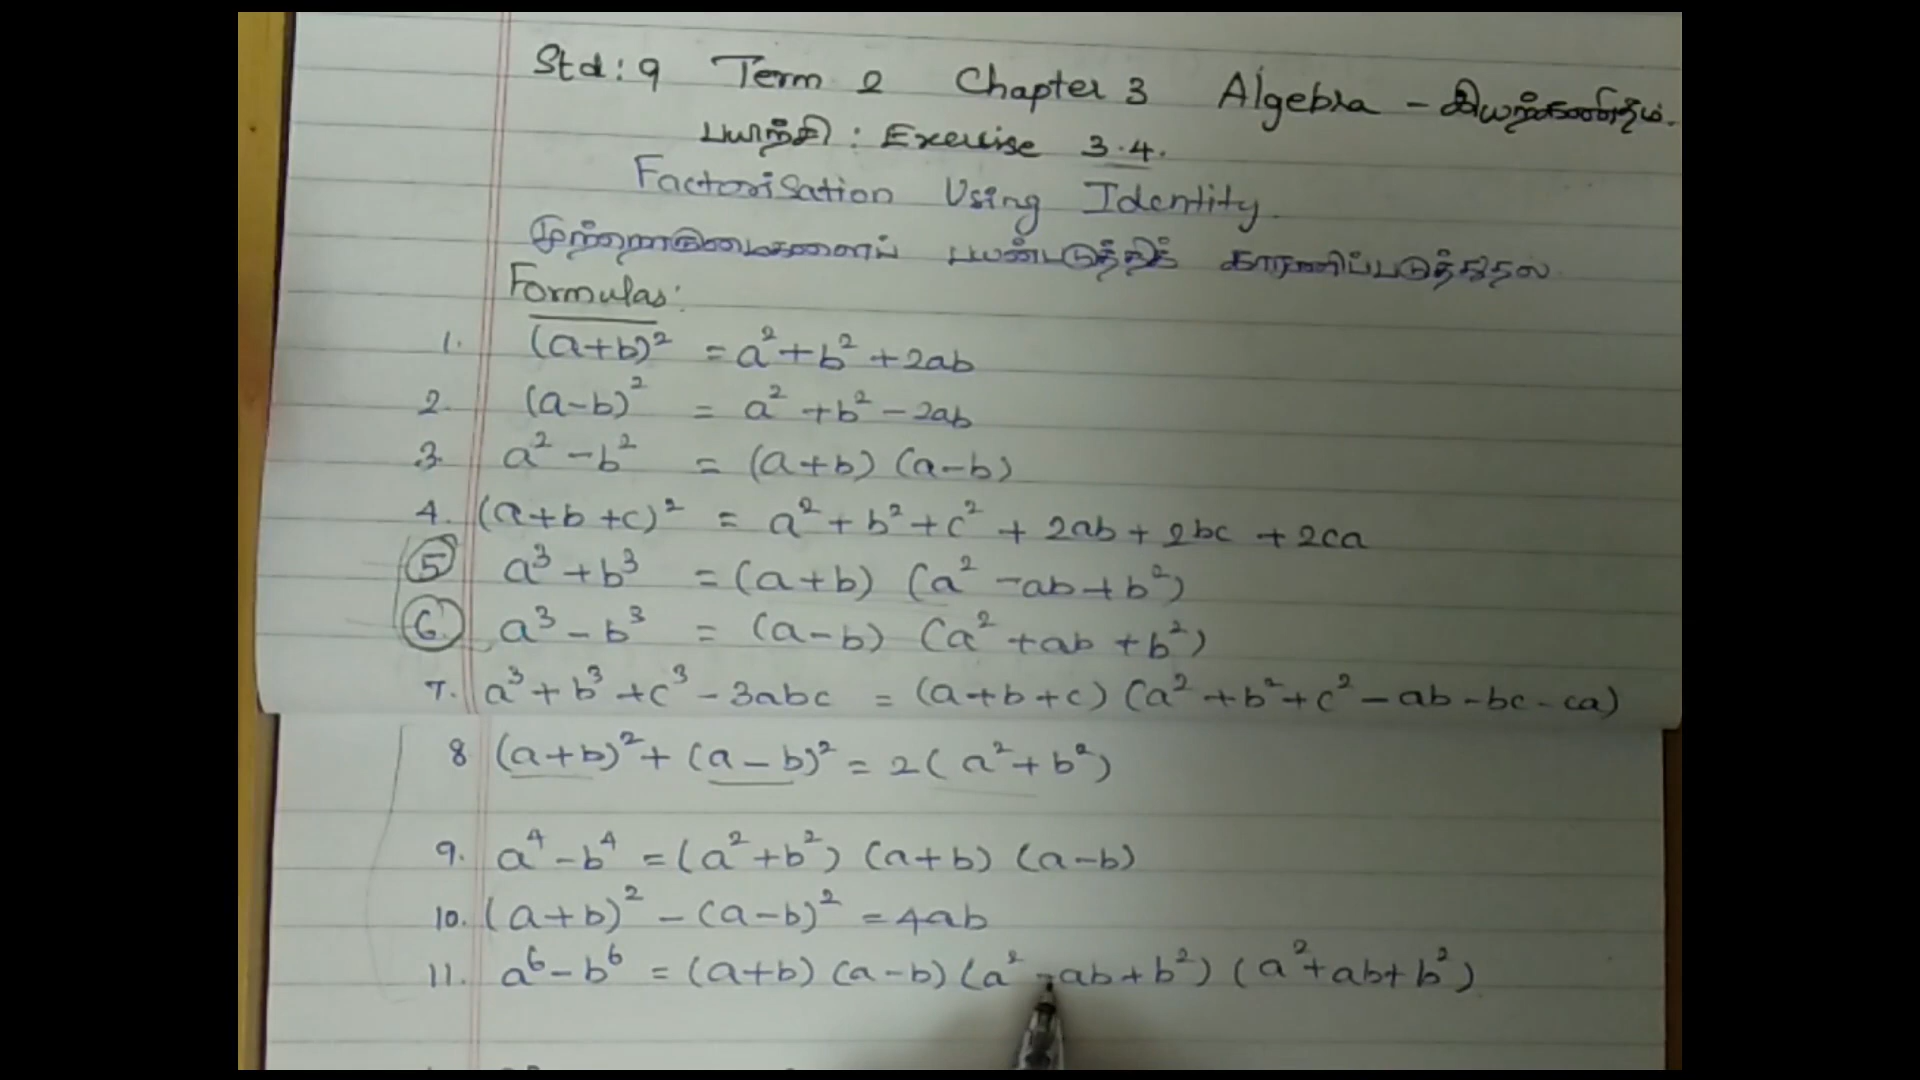 Std: 9 Term 2 Chapter 3 Algebra - இயற்கணிதம்.
பயிற்சி : Exercise 3.4.
Factorisation Using Identity.
முற்றொருமைகளைப் பயன்படுத்திக் காரணிப்படுத்துதல்
Formulas:
1. (a+b)² = a²+b²+2ab
2. (a-b)² = a²+b²-2ab
3. a²-b² = (a+b) (a-b)
4. (a+b+c)² = a²+b²+c²+2ab+2bc+2ca
5 a³+b³ = (a+b) (a²-ab+b²)
6. a³-b³ = (a-b) (a²+ab+b²)
7. a³+b³+c³-3abc = (a+b+c) (a²+b²+c²-ab-bc-ca)
8 (a+b)²+(a-b)² = 2(a²+b²)
9. a⁴-b⁴ = (a²+b²) (a+b) (a-b)
10. (a+b)²-(a-b)² = 4ab
11. a⁶-b⁶ = (a+b) (a-b) (a²-ab+b²) (a²+ab+b²)